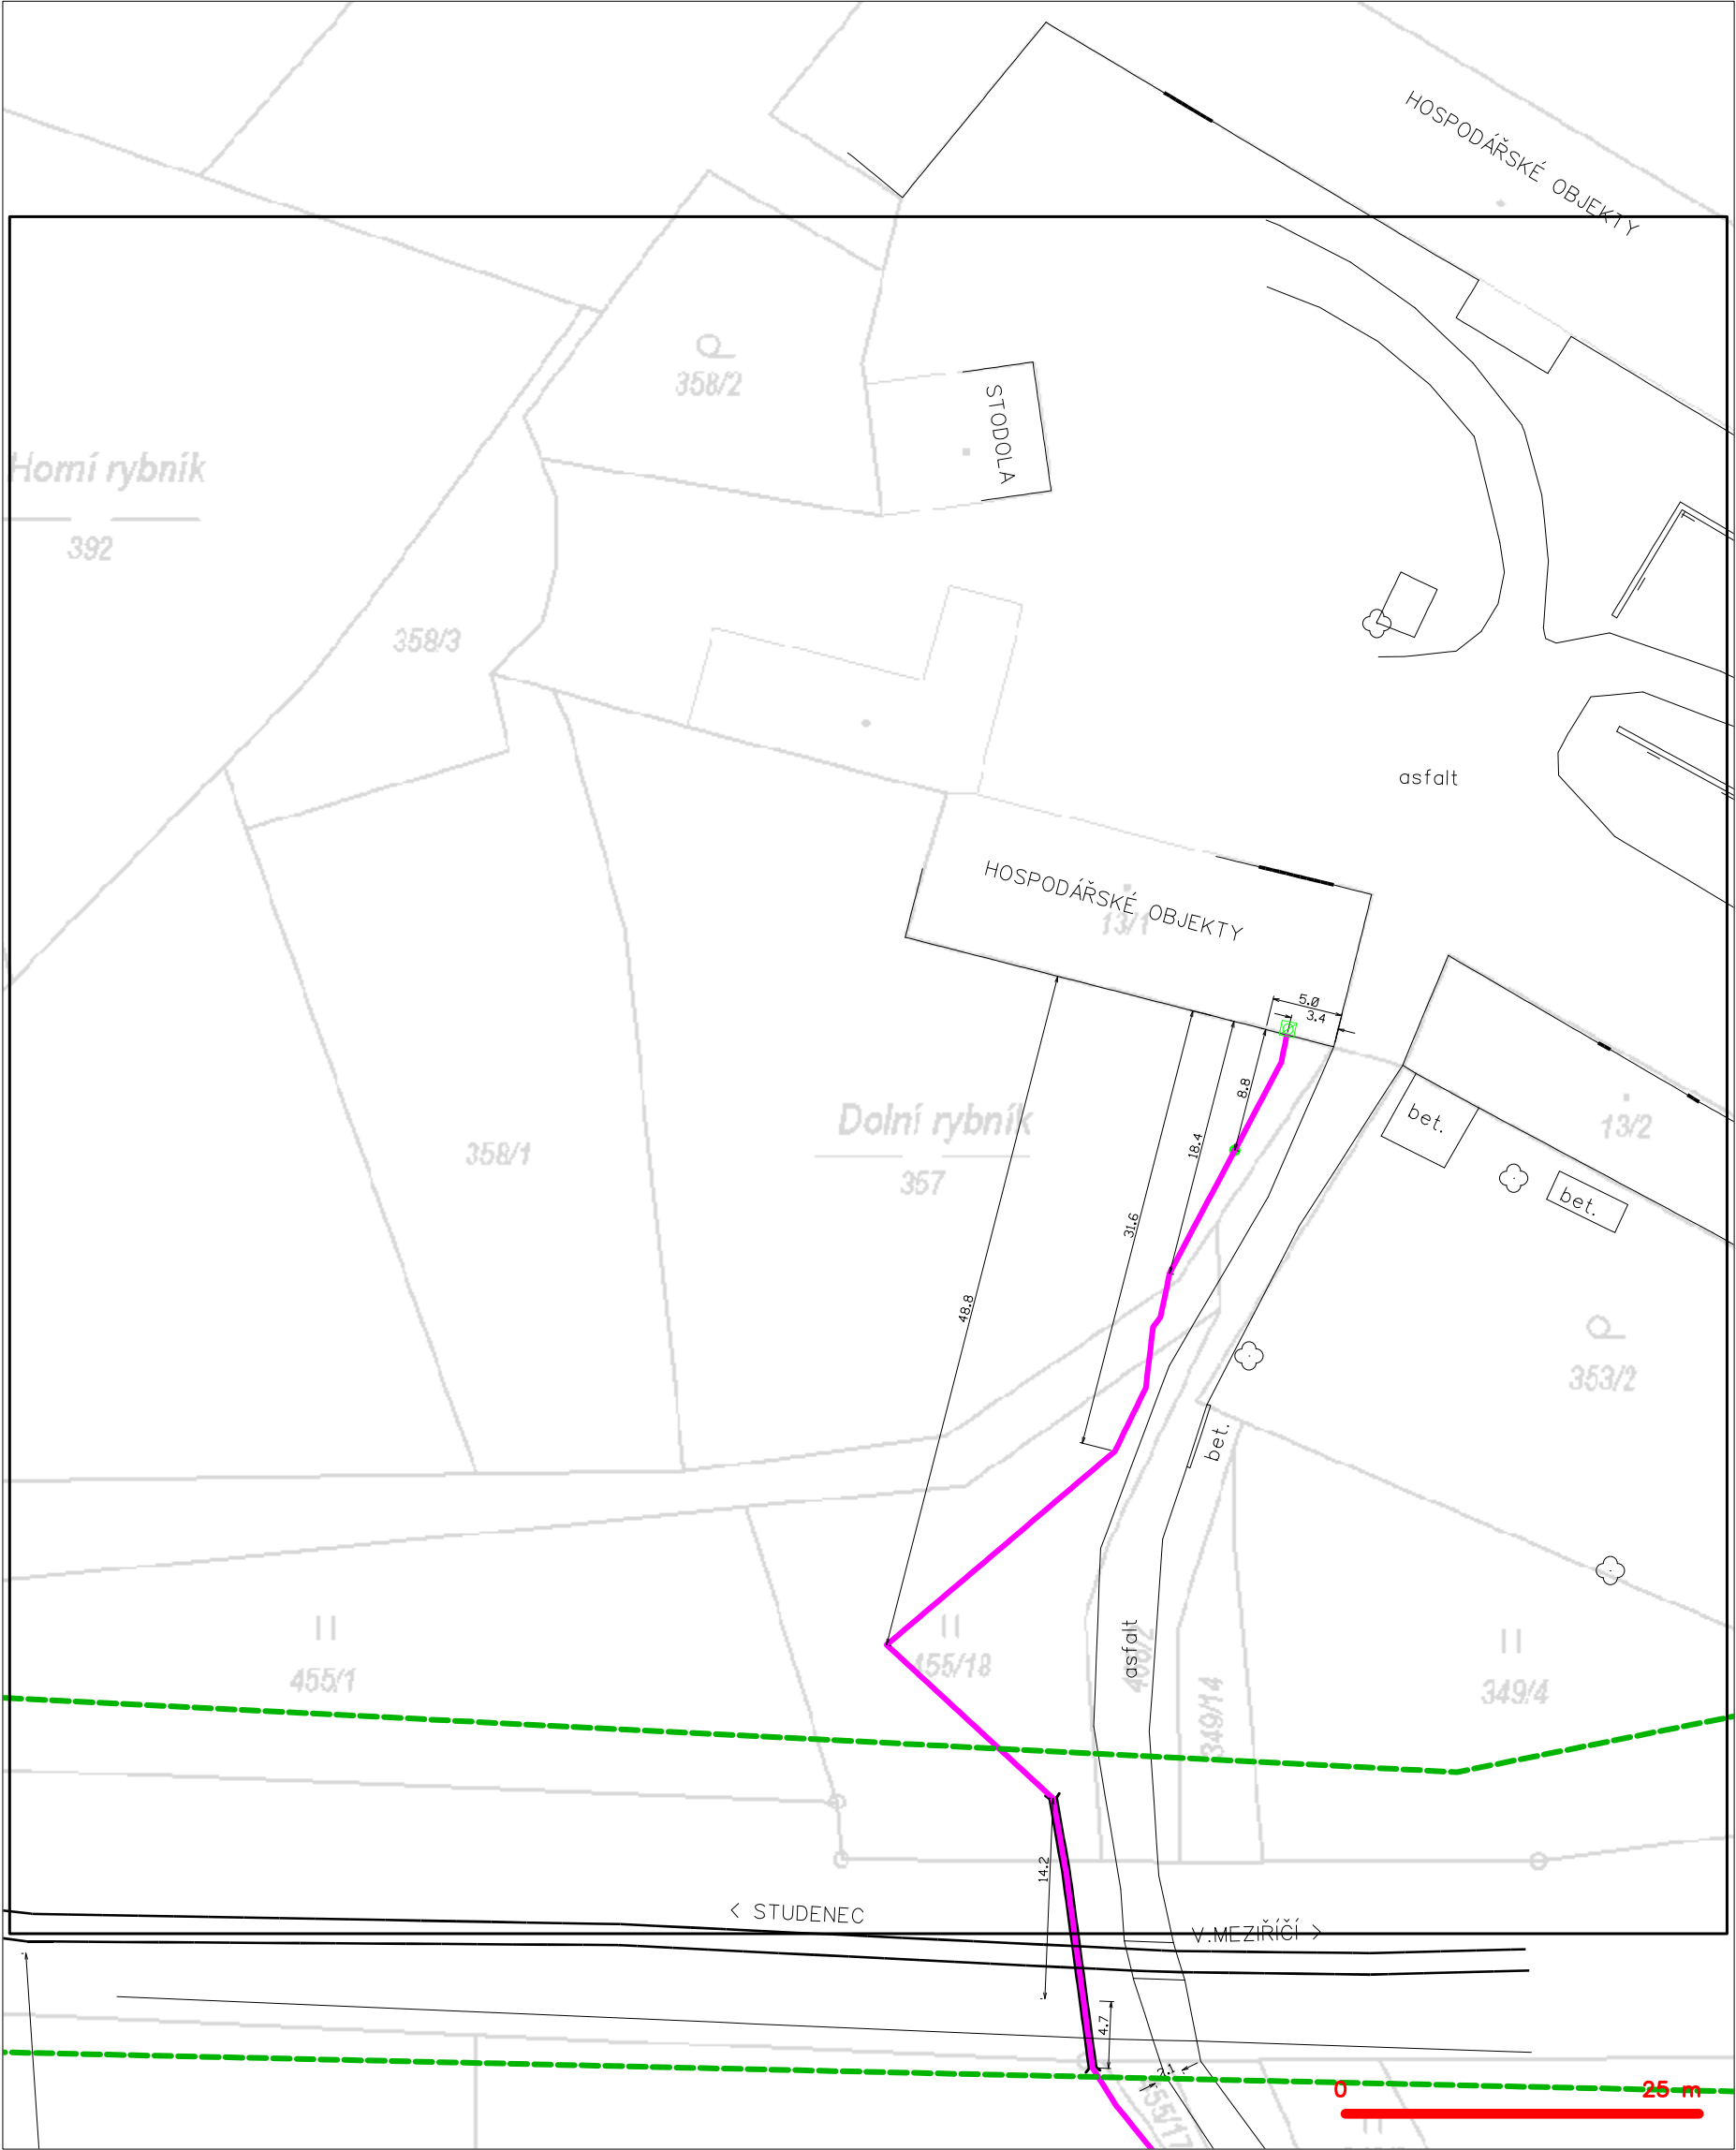 HOSPODÁŘSKÉ OBJEKTY
358/2
STODOLA
Horní rybník
392
358/3
asfalt
HOSPODÁŘSKÉ OBJEKTY
13/1
5.0
3.4
8.8
bet.
13/2
Dolní rybník
18.4
358/1
357
bet.
31.6
48.8
353/2
bet.
asfalt
455/1
455/18
349/14
349/4
14.2
< STUDENEC
V.MEZIŘÍČÍ >
4.7
2.1
0
25 m